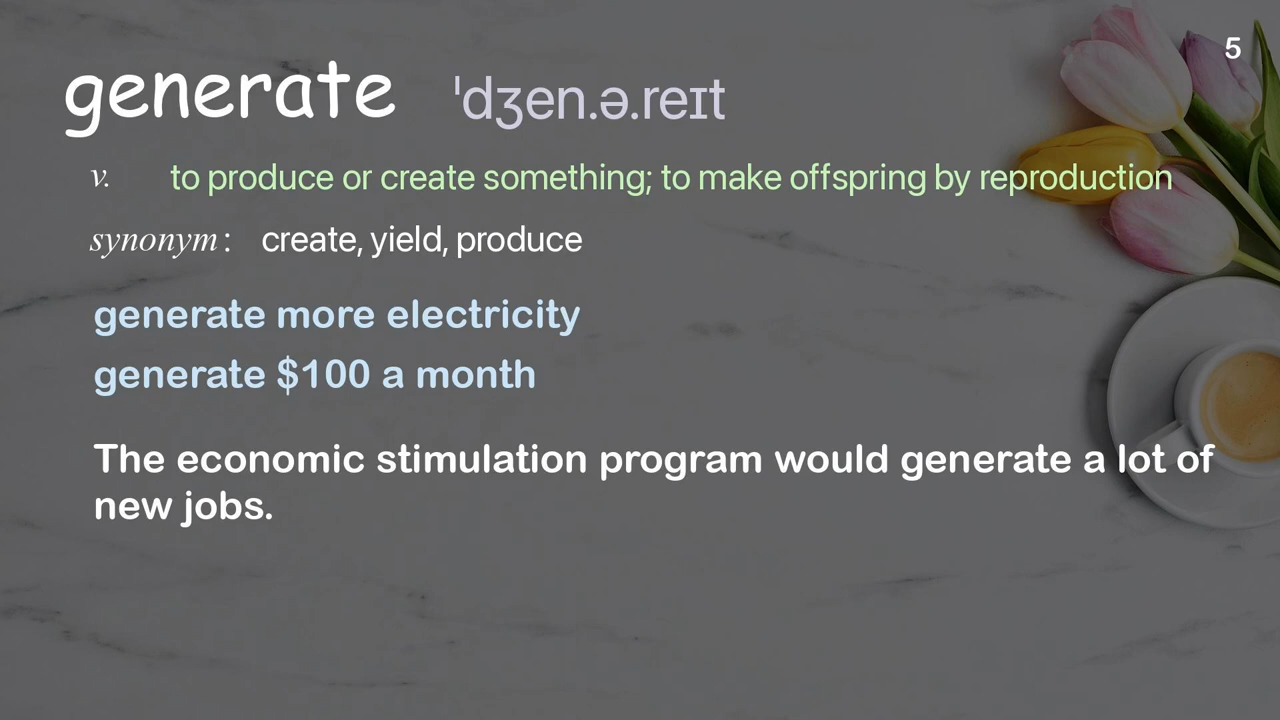 5
generate ˈdʒen.ə.reɪt
v. to produce or create something; to make offspring by reproduction
synonym: create, yield, produce
generate more electricity
generate $100 a month
The economic stimulation program would generate a lot of
new jobs.